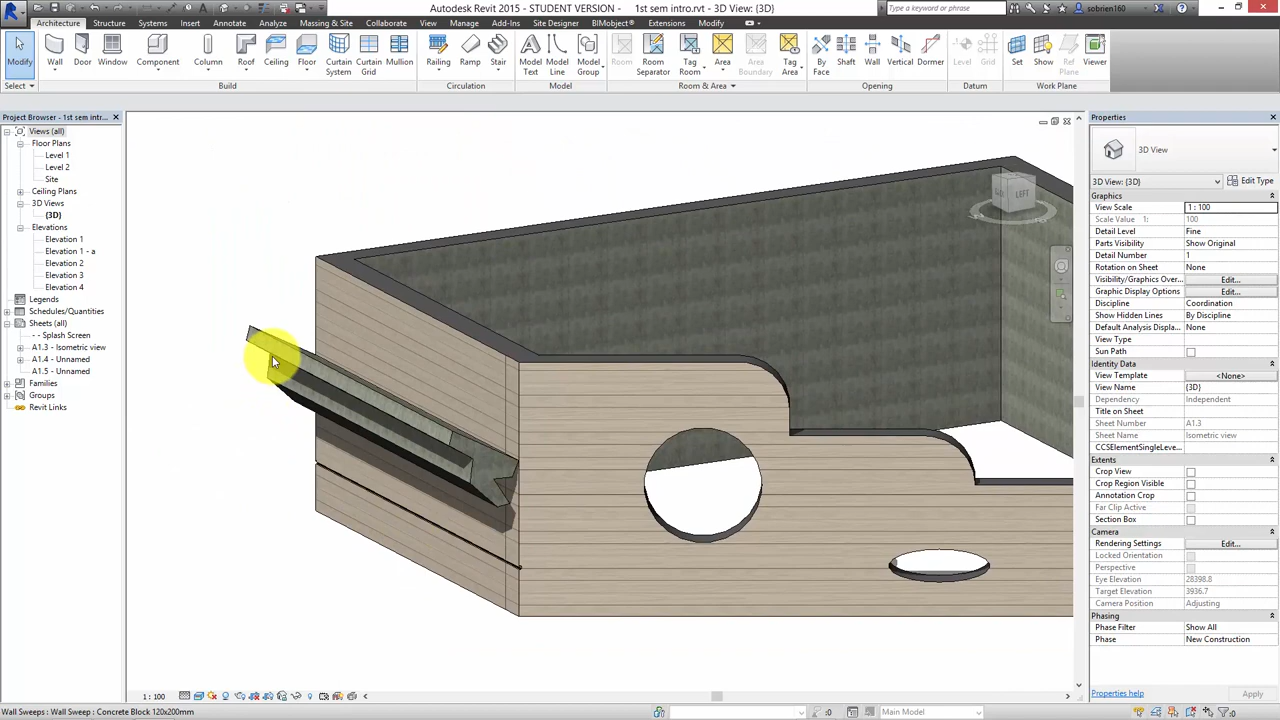 Autodesk Revit 2015 - STUDENT VERSION - 1st sem intro.rvt - 3D View: {3D}
Type a keyword or phrase
sobrien160
Architecture Structure Systems Insert Annotate Analyze Massing & Site Collaborate View Manage Add-Ins Site Designer BIMobject® Extensions Modify
Modify Wall Door Window Component Column Roof Ceiling Floor Curtain System Curtain Grid Mullion Railing Ramp Stair Model Text Model Line Model Group Room Room Separator Tag Room Area Area Boundary Tag Area By Face Shaft Wall Vertical Dormer Level Grid Set Show Ref Plane Viewer
Select Build Circulation Model Room & Area Opening Datum Work Plane
Project Browser - 1st sem intr...
Views (all)
Floor Plans
Level 1
Level 2
Site
Ceiling Plans
3D Views
{3D}
Elevations
Elevation 1
Elevation 1 - a
Elevation 2
Elevation 3
Elevation 4
Legends
Schedules/Quantities
Sheets (all)
- - Splash Screen
A1.3 - Isometric view
A1.4 - Unnamed
A1.5 - Unnamed
Families
Groups
Revit Links
LEFT
Properties
3D View
3D View: {3D} Edit Type
Graphics
View Scale 1 : 100
Scale Value 1: 100
Detail Level Fine
Parts Visibility Show Original
Detail Number 1
Rotation on Sheet None
Visibility/Graphics Over... Edit...
Graphic Display Options Edit...
Discipline Coordination
Show Hidden Lines By Discipline
Default Analysis Displa... None
Sun Path
Identity Data
View Template <None>
View Name {3D}
Dependency Independent
Title on Sheet
Sheet Number A1.3
Sheet Name Isometric view
CCSElementSingleLeve...
Extents
Crop View
Crop Region Visible
Annotation Crop
Far Clip Active
Section Box
Camera
Rendering Settings Edit...
Locked Orientation
Perspective
Eye Elevation 28398.8
Target Elevation 3936.7
Camera Position Adjusting
Phasing
Phase Filter Show All
Phase New Construction
Properties help Apply
1 : 100
Wall Sweeps : Wall Sweep : Concrete Block 120x200mm
:0 Main Model :0